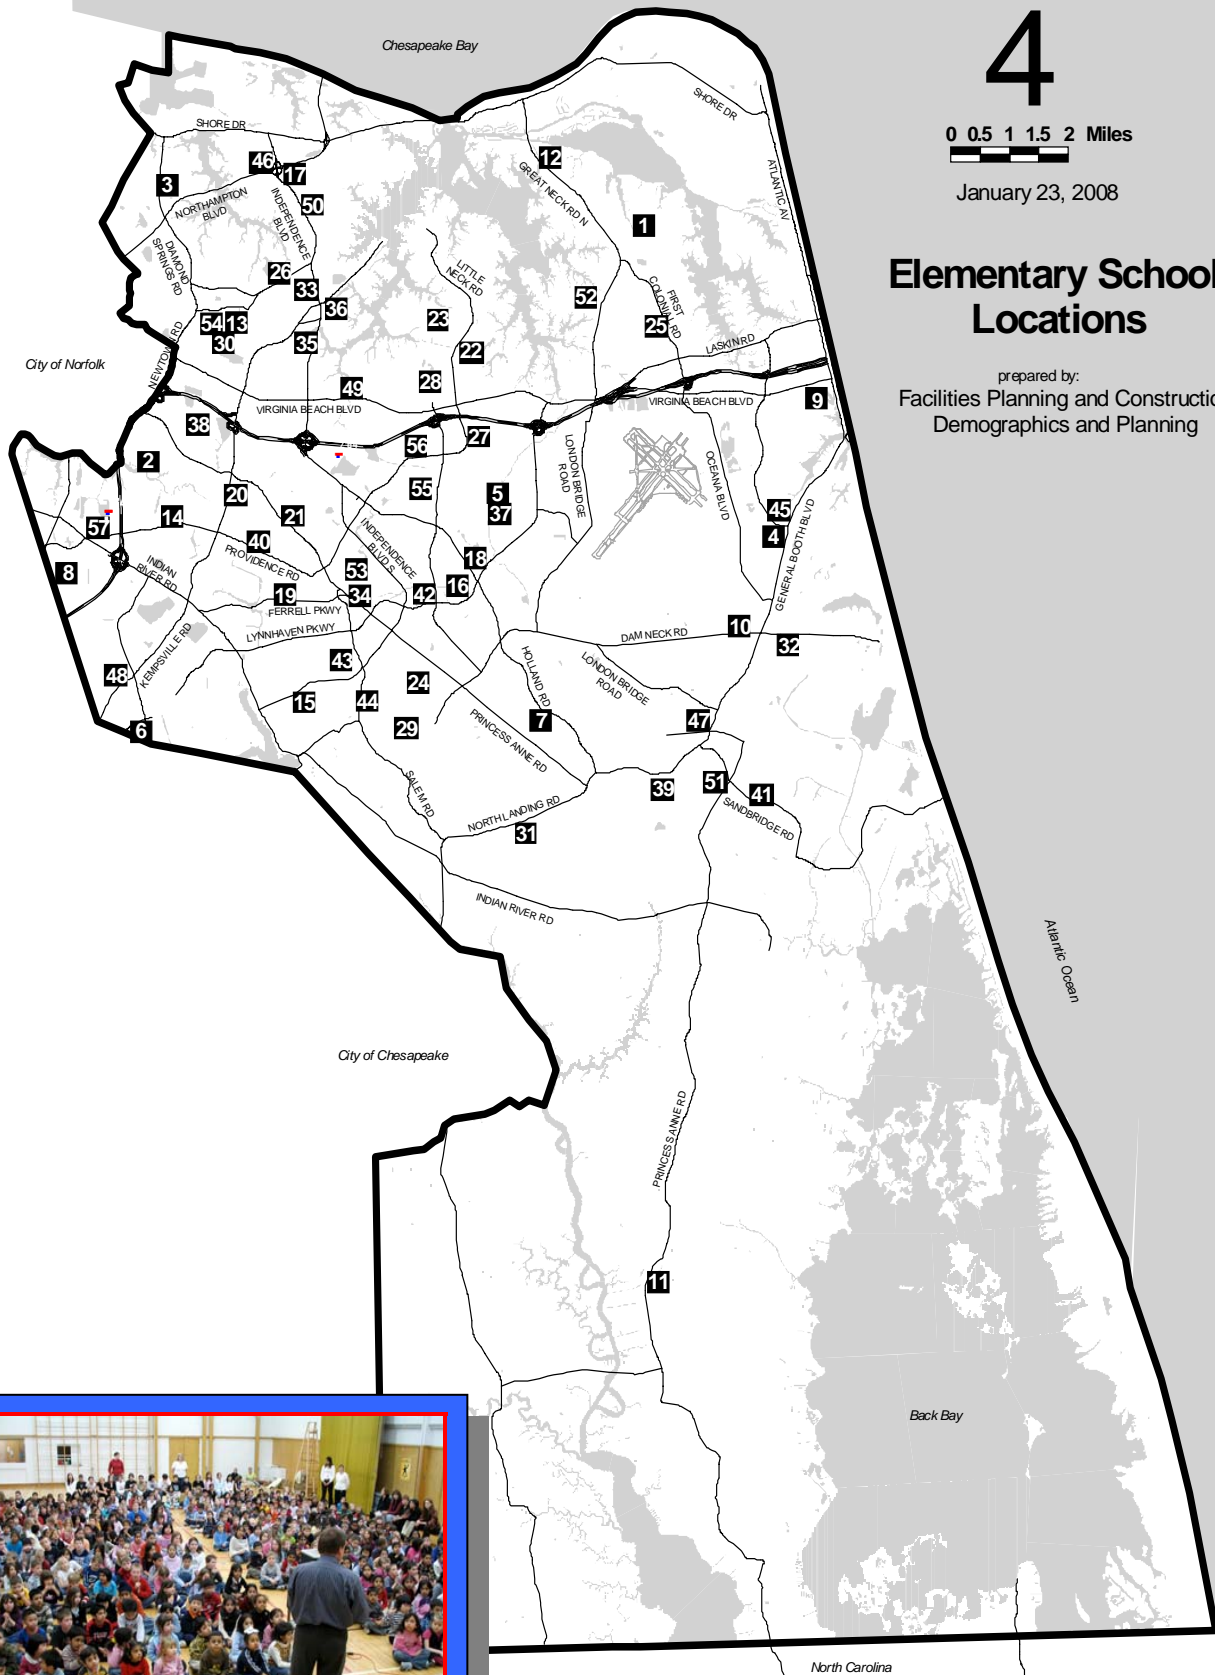 Chesapeake Bay
4
0 0.5 1 1.5 2 Miles
January 23, 2008
Elementary School
Locations
prepared by:
Facilities Planning and Constructio
Demographics and Planning
SHORE DR
SHORE DR
ATLANTIC AV
46
17
12
3
NORTHAMPTON
BLVD
INDEPENDENCE
BLVD
50
GREAT NECK RD N
1
DIAMOND
SPRINGS RD
26
33
LITTLE
NECK RD
52
FIRST
COLONIAL RD
36
54
13
23
25
30
35
22
LASKIN RD
City of Norfolk
NEWTOWN RD
28
49
VIRGINIA BEACH BLVD
VIRGINIA BEACH BLVD
9
38
56
27
LONDON BRIDGE
ROAD
2
OCEANA BLVD
20
55
5
37
45
57
14
21
INDEPENDENCE
BLVD S
4
GENERAL BOOTH BLVD
40
PROVIDENCE RD
18
8
INDIAN
RIVER RD
53
16
19
34
42
FERRELL PKWY
LYNNHAVEN PKWY
10
DAM NECK RD
32
KEMPSVILLE RD
43
HOLLAND RD
LONDON BRIDGE
ROAD
48
24
15
44
7
47
6
29
PRINCESS ANNE RD
SALEM RD
39
51
41
SANDBRIDGE RD
NORTH LANDING RD
31
INDIAN RIVER RD
Atlantic Ocean
City of Chesapeake
PRINCESS ANNE RD
11
Back Bay
North Carolina